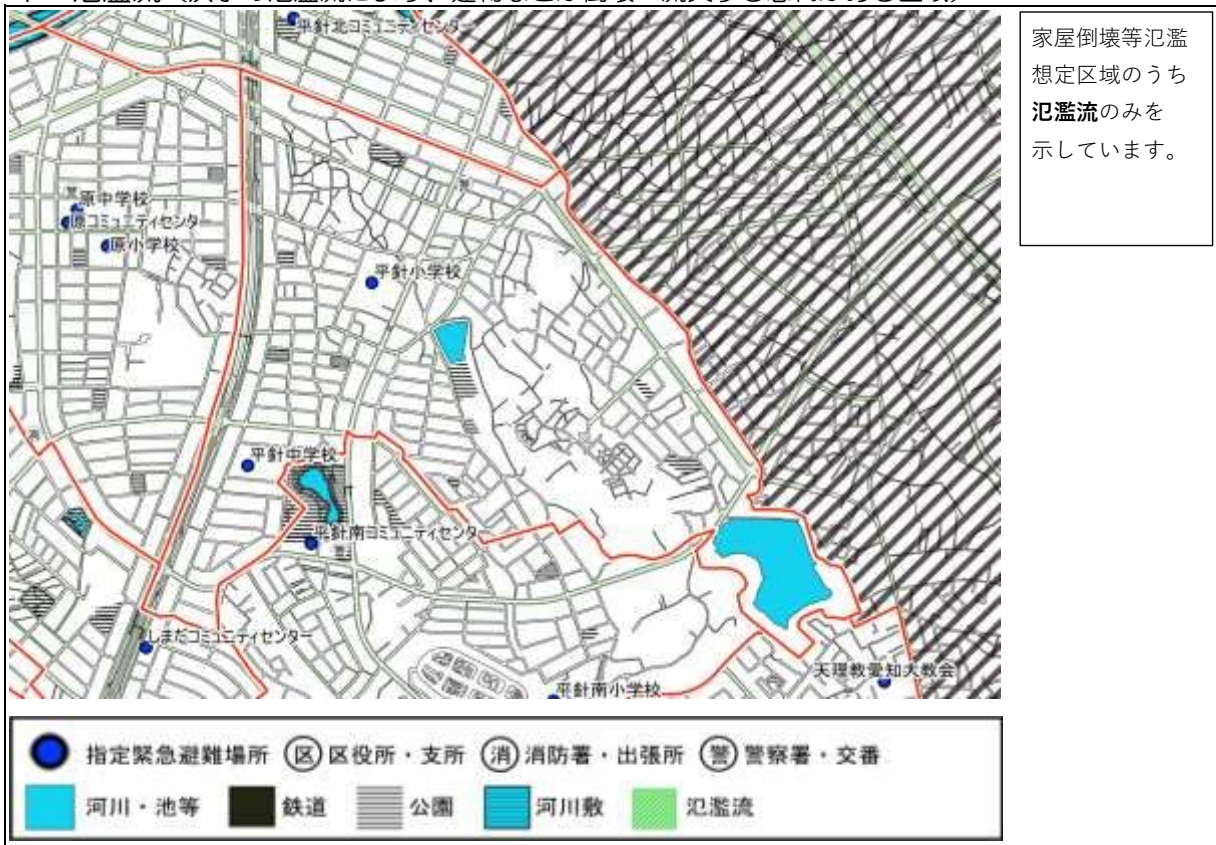 家屋倒壊等氾濫
想定区域のうち
氾濫流のみを
示しています。
平針北コミュニティセンター
原中学校
原コミュニティセンター
原小学校
平針小学校
平針中学校
平針南コミュニティセンター
しまだコミュニティセンター
天理教愛知大教会
平針南小学校
指定緊急避難場所 区 区役所・支所 消 消防署・出張所 警 警察署・交番
河川・池等 鉄道 公園 河川敷 氾濫流